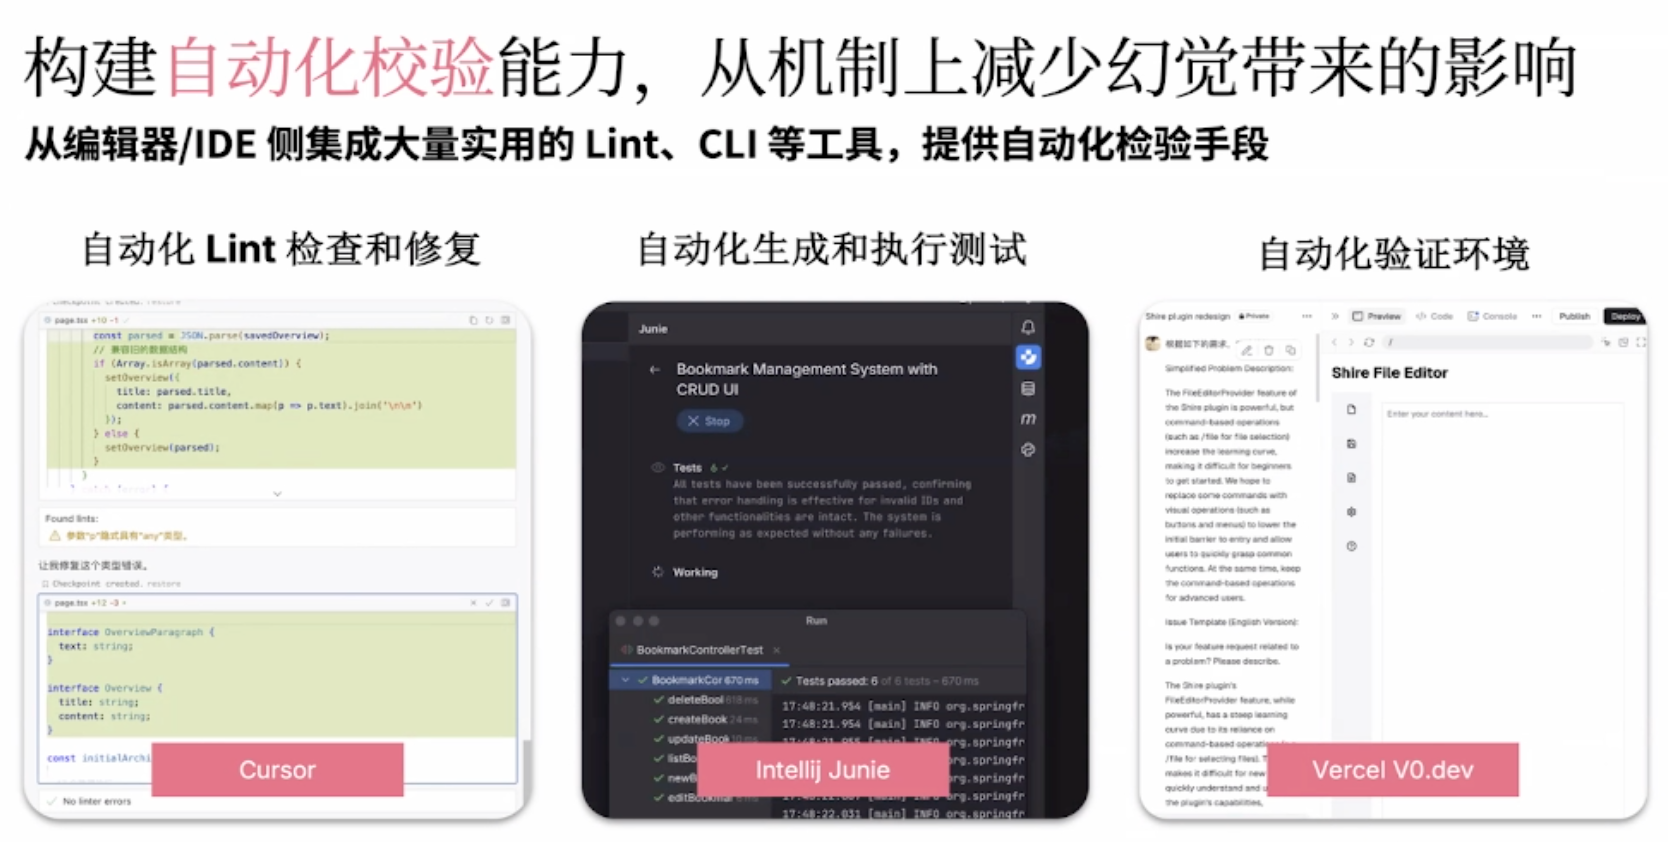 构建自动化校验能力，从机制上减少幻觉带来的影响
从编辑器/IDE 侧集成大量实用的 Lint、CLI 等工具，提供自动化检验手段
自动化 Lint 检查和修复
page.tsx +10 -1
const parsed = JSON.parse(savedOverview);
// 兼容旧的数据结构
if (Array.isArray(parsed.content)) {
setOverview({
title: parsed.title,
content: parsed.content.map(p => p.text).join('\n\n')
});
} else {
setOverview(parsed);
}
}
Found lints:
参数"p"隐式具有"any"类型。
让我修复这个类型错误。
Checkpoint created. restore
page.tsx +12 -3
interface OverviewParagraph {
text: string;
}
interface Overview {
title: string;
content: string;
}
const initialArchi
Cursor
No linter errors
自动化生成和执行测试
Junie
Bookmark Management System with
CRUD UI
Stop
Tests 6
All tests have been successfully passed, confirming
that error handling is effective for invalid IDs and
other functionalities are intact. The system is
performing as expected without any failures.
Working
Run
BookmarkControllerTest
BookmarkCor 670 ms
Tests passed: 6 of 6 tests – 670 ms
deleteBool 618 ms
createBook 24 ms
updateBook
listBo
newB
editBookmar
17:48:21.954 [main] INFO org.springfr
17:48:21.954 [main] INFO org.springfr
org.springfr
org.springfr
org.springfr
org.springfr
17:48:22.031 [main] INFO org.springfr
Intellij Junie
自动化验证环境
Shire plugin redesign Private
Preview
Code
Console
Publish
Deploy
根据如下的需求，
Simplified Problem Description:
The FileEditorProvider feature of
the Shire plugin is powerful, but
command-based operations
(such as /file for file selection)
increase the learning curve,
making it difficult for beginners
to get started. We hope to
replace some commands with
visual operations (such as
buttons and menus) to lower the
initial barrier to entry and allow
users to quickly grasp common
functions. At the same time, keep
the command-based operations
for advanced users.
Issue Template (English Version):
Is your feature request related to
a problem? Please describe.
The Shire plugin's
FileEditorProvider feature, while
powerful, has a steep learning
curve due to its reliance on
command-based operations
/file for selecting files). T
makes it difficult for new
quickly understand and u
the plugin's capabilities,
/
Shire File Editor
Enter your content here...
Vercel V0.dev